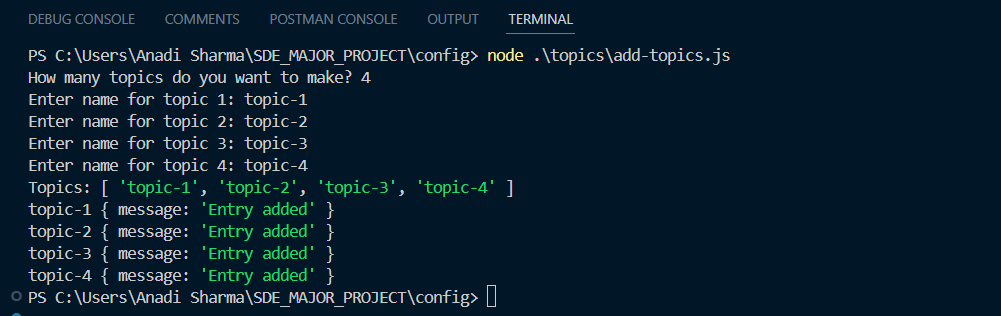 DEBUG CONSOLE COMMENTS POSTMAN CONSOLE OUTPUT TERMINAL
PS C:\Users\Anadi Sharma\SDE_MAJOR_PROJECT\config> node .\topics\add-topics.js
How many topics do you want to make? 4
Enter name for topic 1: topic-1
Enter name for topic 2: topic-2
Enter name for topic 3: topic-3
Enter name for topic 4: topic-4
Topics: [ 'topic-1', 'topic-2', 'topic-3', 'topic-4' ]
topic-1 { message: 'Entry added' }
topic-2 { message: 'Entry added' }
topic-3 { message: 'Entry added' }
topic-4 { message: 'Entry added' }
PS C:\Users\Anadi Sharma\SDE_MAJOR_PROJECT\config>